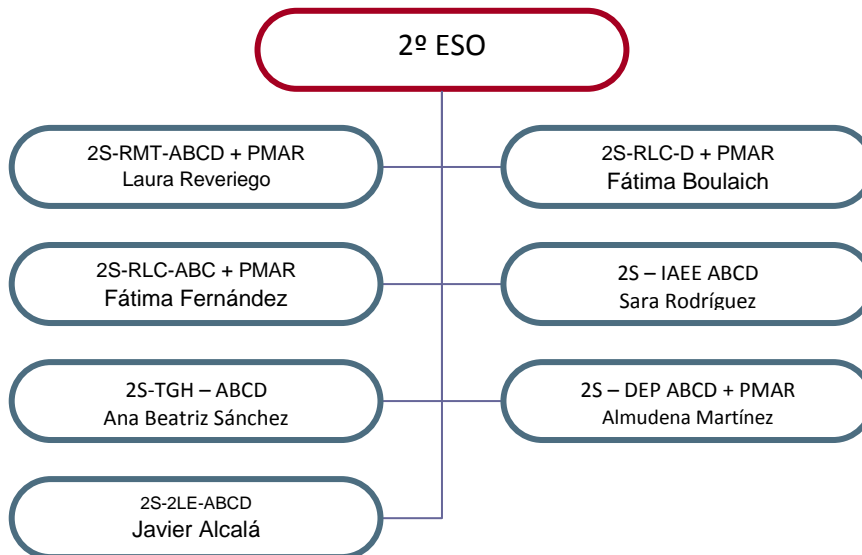 2º ESO
2S-RMT-ABCD + PMAR
Laura Reveriego
2S-RLC-D + PMAR
Fátima Boulaich
2S-RLC-ABC + PMAR
Fátima Fernández
2S – IAEE ABCD
Sara Rodríguez
2S-TGH – ABCD
Ana Beatriz Sánchez
2S – DEP ABCD + PMAR
Almudena Martínez
2S-2LE-ABCD
Javier Alcalá